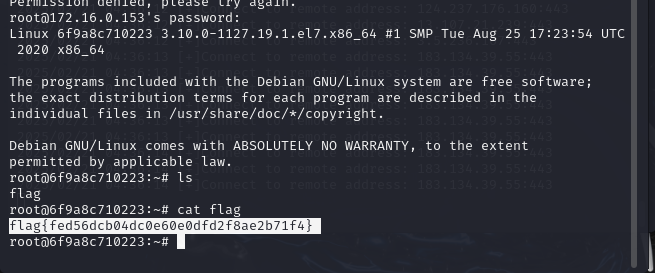 Permission denied, please try again.
root@172.16.0.153's password:
Linux 6f9a8c710223 3.10.0-1127.19.1.el7.x86_64 #1 SMP Tue Aug 25 17:23:54 UTC
2020 x86_64
The programs included with the Debian GNU/Linux system are free software;
the exact distribution terms for each program are described in the
individual files in /usr/share/doc/*/copyright.
Debian GNU/Linux comes with ABSOLUTELY NO WARRANTY, to the extent
permitted by applicable law.
root@6f9a8c710223:~# ls
flag
root@6f9a8c710223:~# cat flag
flag{fed56dcb04dc0e60e0dfd2f8ae2b71f4}
root@6f9a8c710223:~#